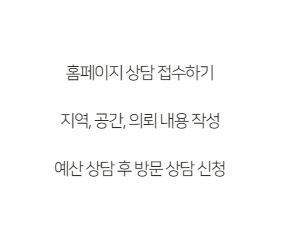 홈페이지 상담 접수하기
지역, 공간, 의뢰 내용 작성
예산 상담 후 방문 상담 신청